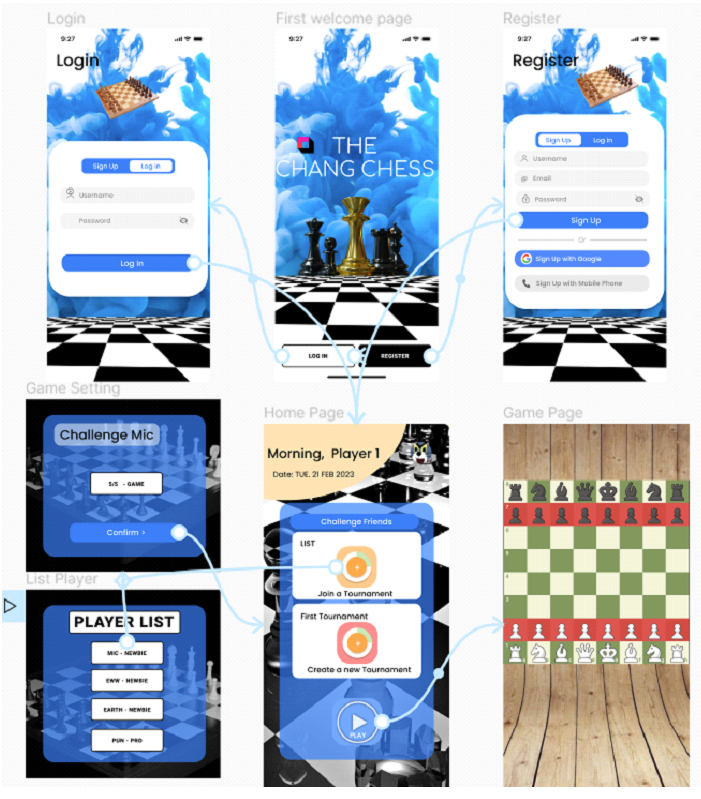 Login
9:27
Login
Sign Up
Log in
Username
Password
Log In
First welcome page
9:27
THE
CHANG CHESS
LOG IN
REGISTER
Register
9:27
Register
Sign Up
Log in
Username
Email
Password
Sign Up
Or
Sign Up with Google
Sign Up with Mobile Phone
Game Setting
Challenge Mic
- GAME
Confirm >
List Player
PLAYER LIST
MIC - NEWBIE
EWW - NEWBIE
EARTH - NEWBIE
PUN - PRO
Home Page
Morning, Player 1
Date: TUE, 21 FEB 2023
Challenge Friends
LIST
Join a Tournament
First Tournament
Create a new Tournament
PLAY
Game Page